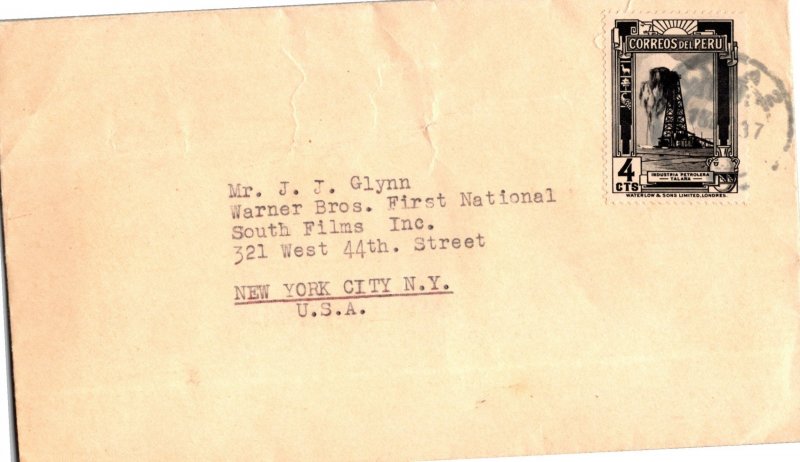 CORREOS DEL PERU
4
CTS
INDUSTRIA PETROLERA
TALARA
WATERLOW & SONS LIMITED, LONDRES.
Mr. J. J. Glynn
Warner Bros. First National
South Films Inc.
321 West 44th. Street
NEW YORK CITY N.Y.
U.S.A.